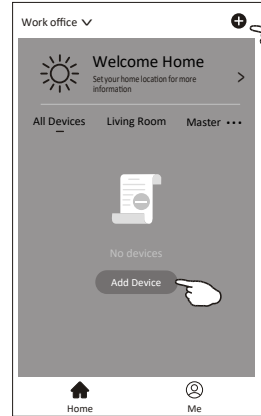 Work office
Welcome Home
Set your home location for more
information
All Devices Living Room Master
No devices
Add Device
Home Me